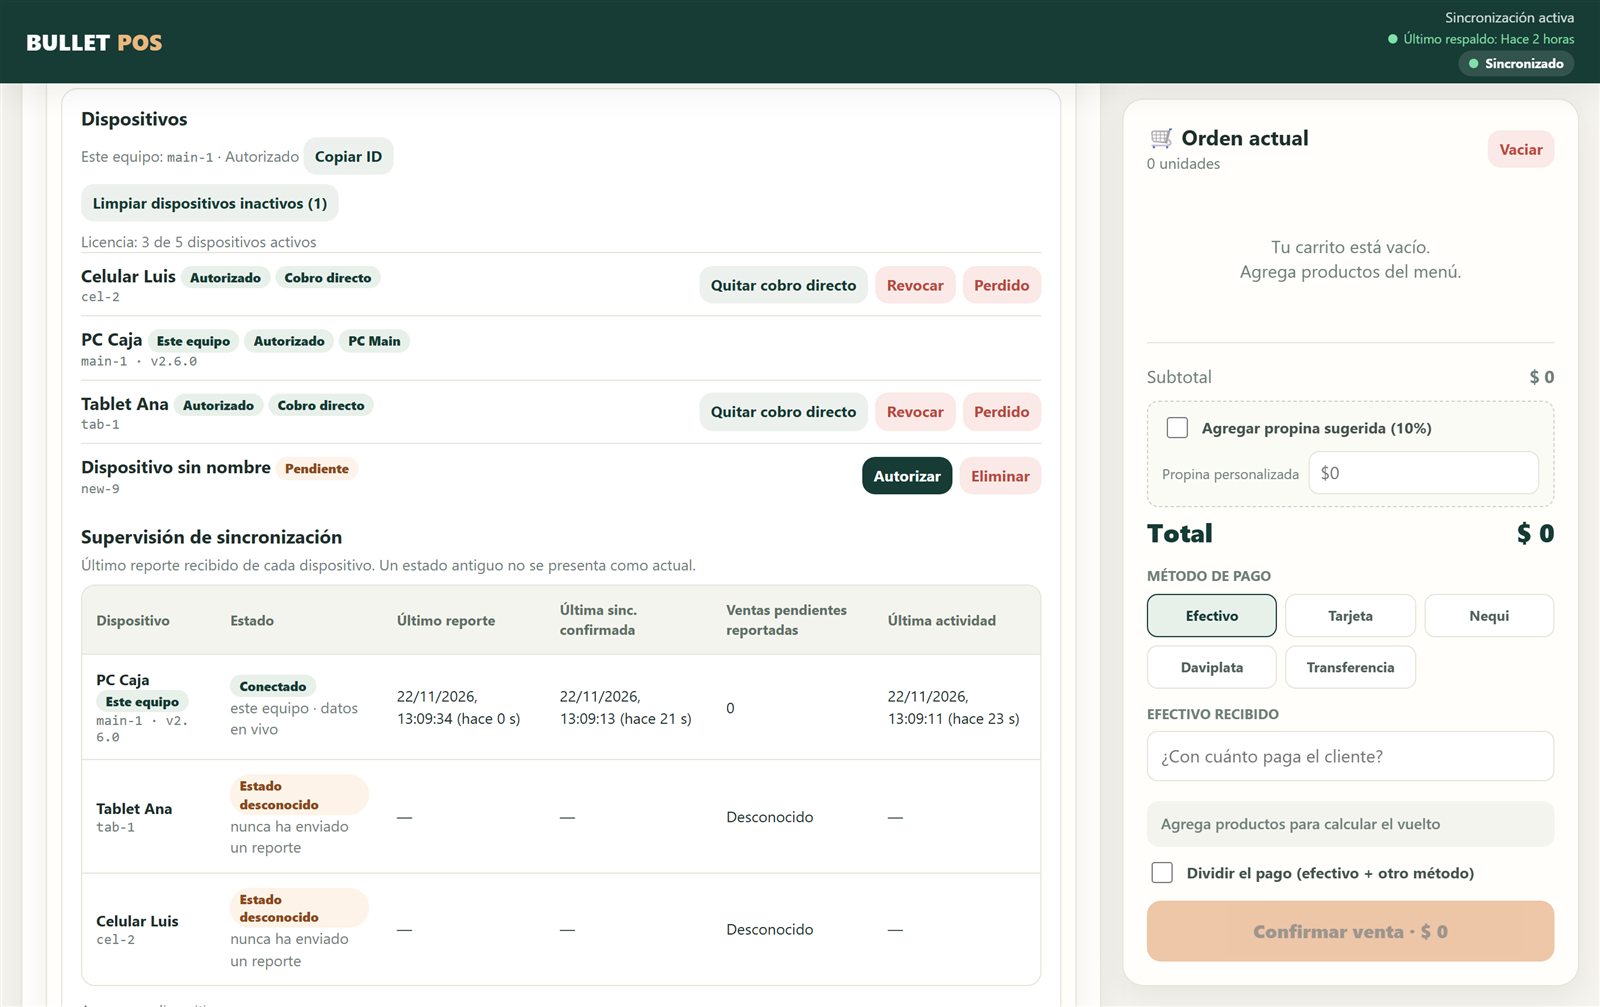 BULLET POS
Sincronización activa
Último respaldo: Hace 2 horas
Sincronizado
Dispositivos
Este equipo: main-1 · Autorizado Copiar ID
Limpiar dispositivos inactivos (1)
Licencia: 3 de 5 dispositivos activos
Celular Luis Autorizado Cobro directo
cel-2
Quitar cobro directo Revocar Perdido
PC Caja Este equipo Autorizado PC Main
main-1 · v2.6.0
Tablet Ana Autorizado Cobro directo
tab-1
Quitar cobro directo Revocar Perdido
Dispositivo sin nombre Pendiente
new-9
Autorizar Eliminar
Supervisión de sincronización
Último reporte recibido de cada dispositivo. Un estado antiguo no se presenta como actual.
Dispositivo
Estado
Último reporte
Última sinc.
confirmada
Ventas pendientes
reportadas
Última actividad
PC Caja
Este equipo
main-1 · v2.
6.0
Conectado
este equipo · datos
en vivo
22/11/2026,
13:09:34 (hace 0 s)
22/11/2026,
13:09:13 (hace 21 s)
0
22/11/2026,
13:09:11 (hace 23 s)
Tablet Ana
tab-1
Estado
desconocido
nunca ha enviado
un reporte
—
—
Desconocido
—
Celular Luis
cel-2
Estado
desconocido
nunca ha enviado
un reporte
—
—
Desconocido
—
Orden actual
0 unidades
Vaciar
Tu carrito está vacío.
Agrega productos del menú.
Subtotal $ 0
Agregar propina sugerida (10%)
Propina personalizada $0
Total $ 0
MÉTODO DE PAGO
Efectivo Tarjeta Nequi
Daviplata Transferencia
EFECTIVO RECIBIDO
¿Con cuánto paga el cliente?
Agrega productos para calcular el vuelto
Dividir el pago (efectivo + otro método)
Confirmar venta · $ 0